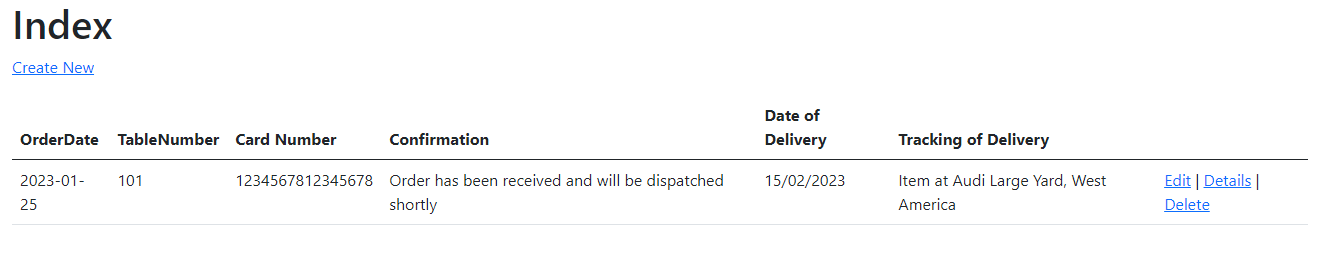 Index
Create New
Date of
OrderDate TableNumber Card Number Confirmation Delivery Tracking of Delivery
2023-01- 101 1234567812345678 Order has been received and will be dispatched 15/02/2023 Item at Audi Large Yard, West Edit | Details |
25 shortly America Delete